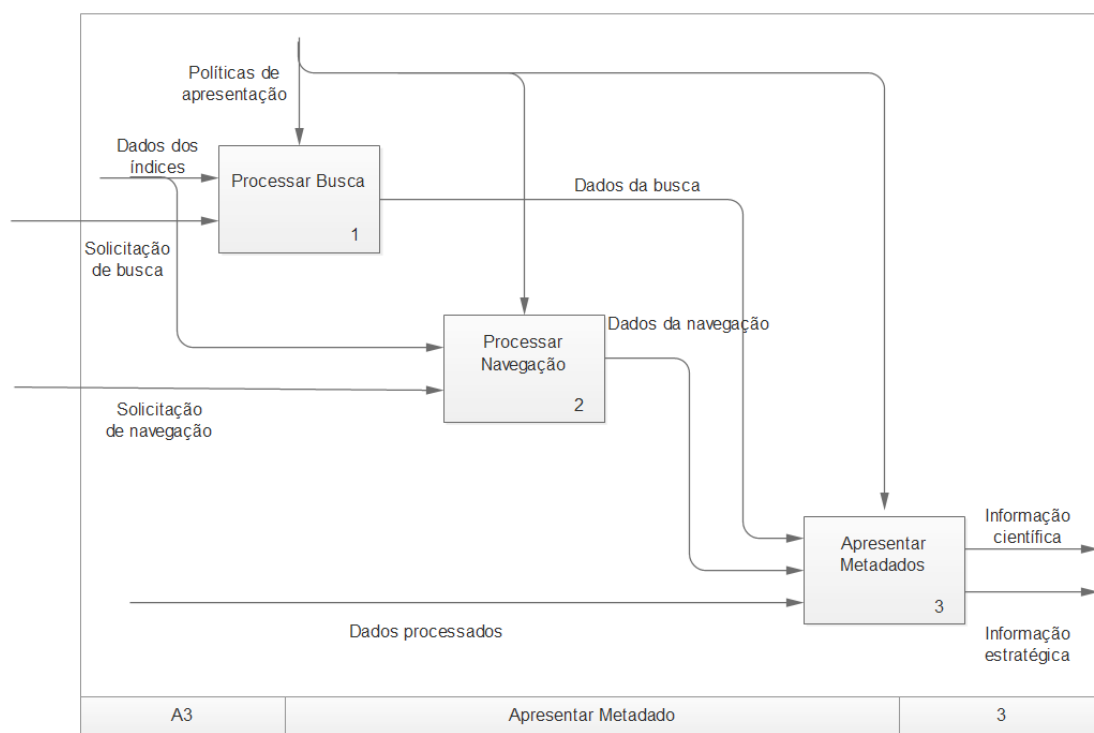 Políticas de
apresentação
Dados dos
índices
Processar Busca
1
Dados da busca
Solicitação
de busca
Dados da navegação
Processar
Navegação
2
Solicitação
de navegação
Informação
científica
Apresentar
Metadados
3
Dados processados
Informação
estratégica
A3
Apresentar Metadado
3